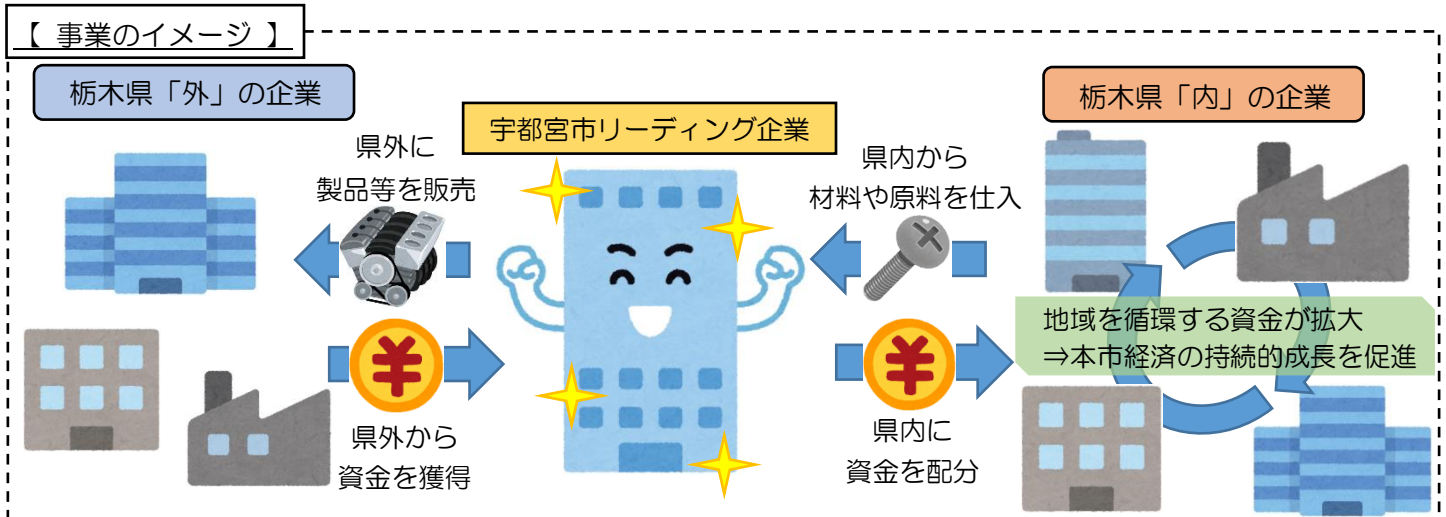 【 事業のイメージ 】
栃木県「外」の企業
宇都宮市リーディング企業
栃木県「内」の企業
県外に
製品等を販売
県内から
材料や原料を仕入
¥
県外から
資金を獲得
¥
県内に
資金を配分
地域を循環する資金が拡大
⇒本市経済の持続的成長を促進